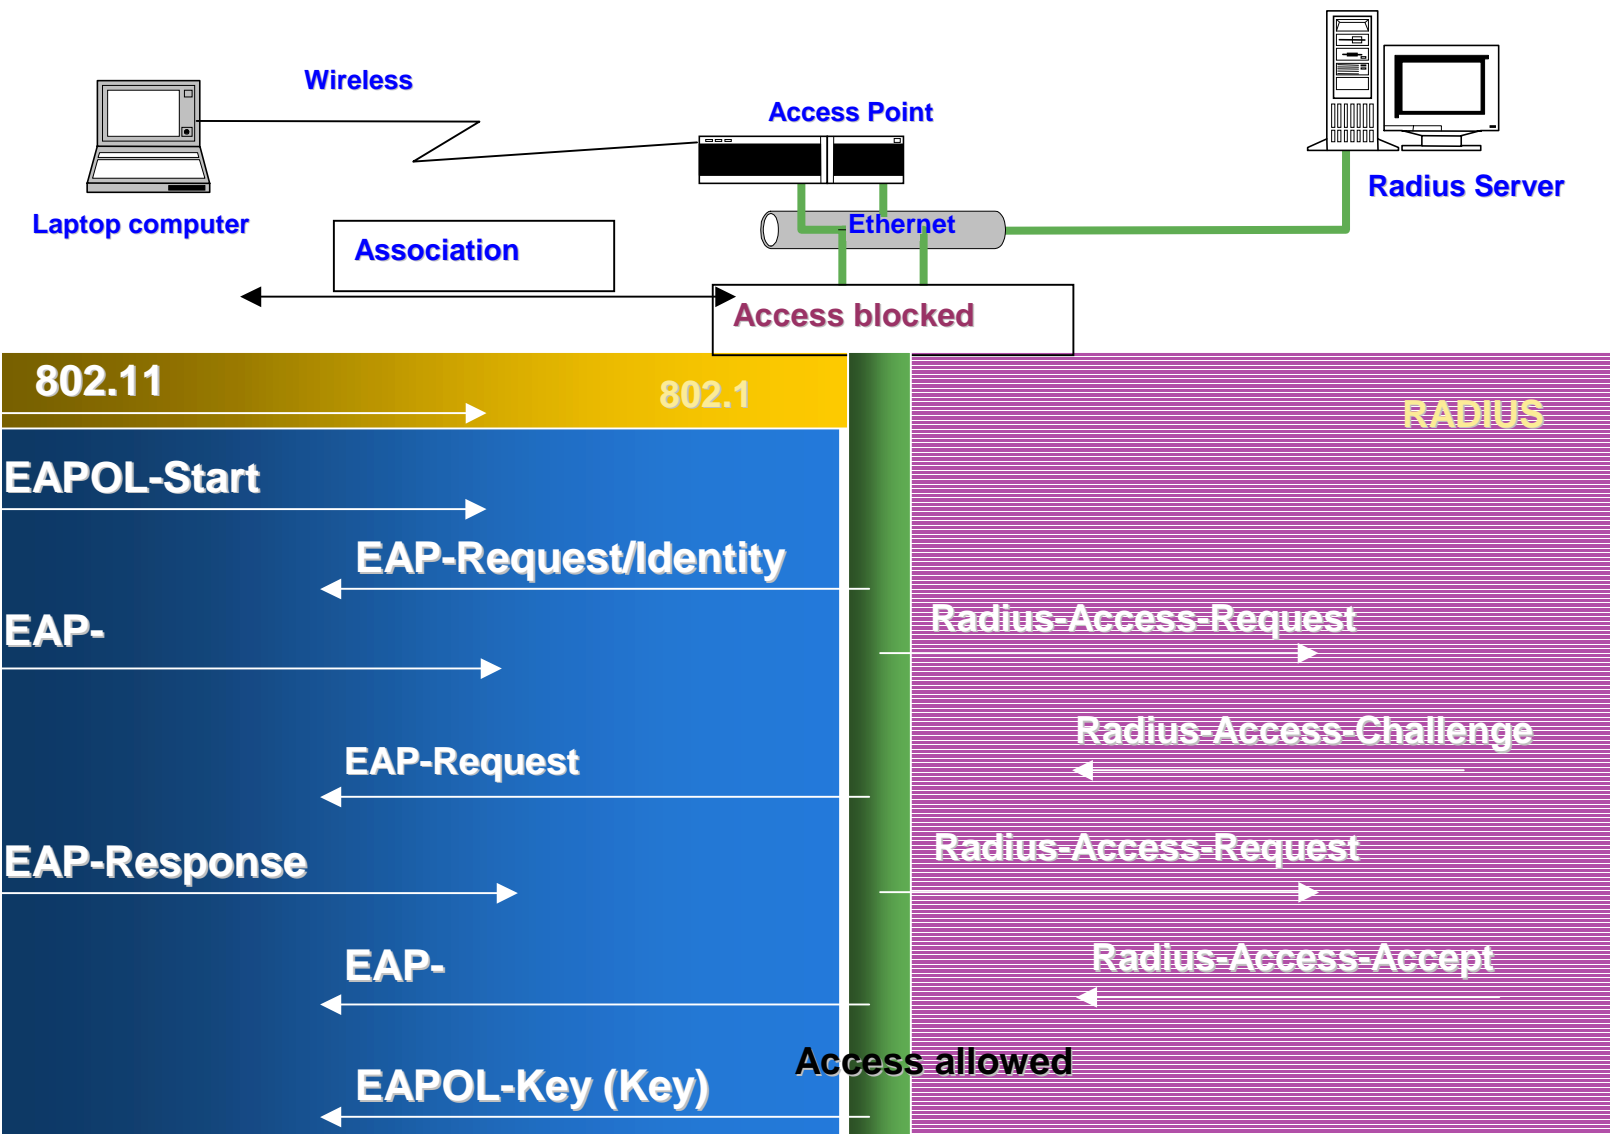 Wireless
Access Point
Radius Server
Laptop computer
Ethernet
Association
Access blocked
802.11
802.1
RADIUS
EAPOL-Start
EAP-Request/Identity
Radius-Access-Request
EAP-
Radius-Access-Challenge
EAP-Request
Radius-Access-Request
EAP-Response
Radius-Access-Accept
EAP-
Access allowed
EAPOL-Key (Key)